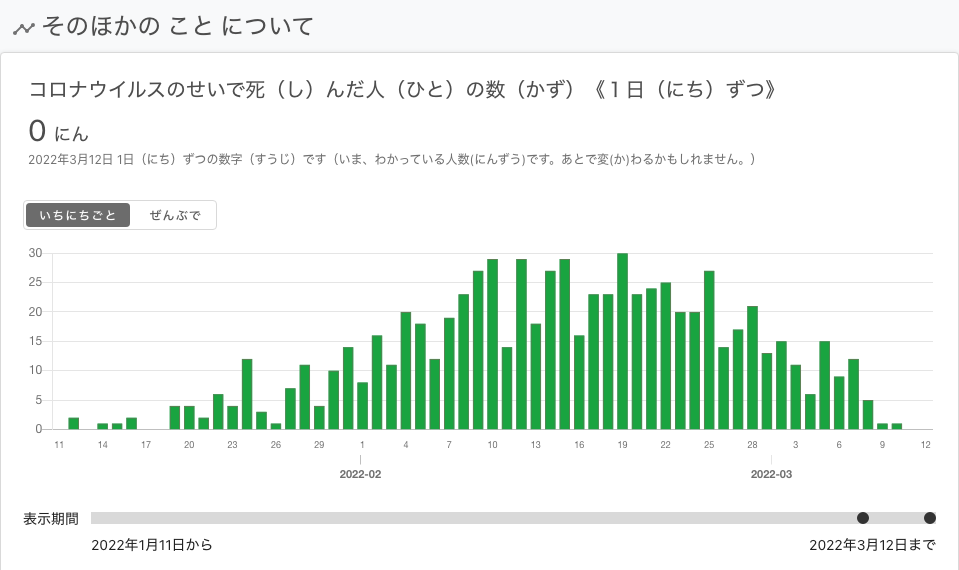 そのほかの こと について
コロナウイルスのせいで死（し）んだ人（ひと）の数（かず）《１日（にち）ずつ》
0 にん
2022年3月12日 1日（にち）ずつの数字（すうじ）です（いま、わかっている人数(にんずう)です。あとで変(か)わるかもしれません。）
いちにちごと ぜんぶで
30
25
20
15
10
5
0
11 14 17 20 23 26 29 1 4 7 10 13 16 19 22 25 28 3 6 9 12
2022-02 2022-03
表示期間
2022年1月11日から 2022年3月12日まで